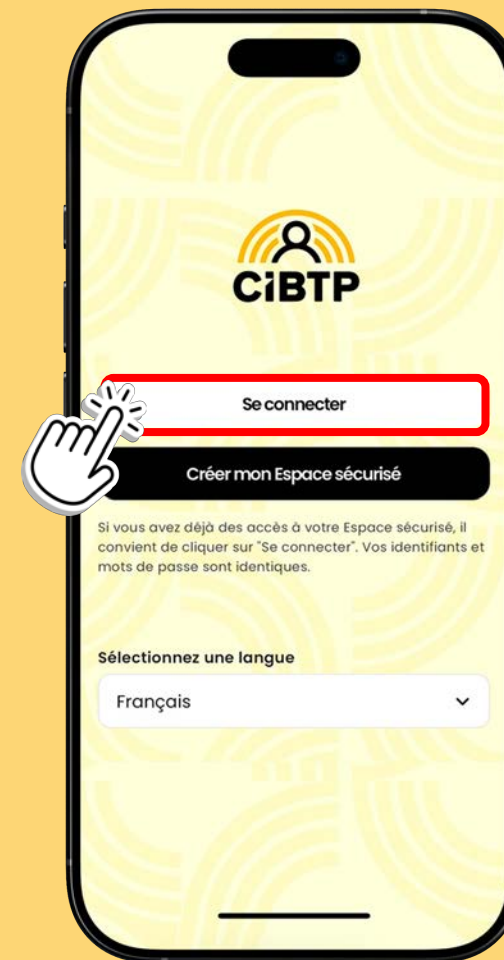 CiBTP
Se connecter
Créer mon Espace sécurisé
Si vous avez déjà des accès à votre Espace sécurisé, il
convient de cliquer sur "Se connecter". Vos identifiants et
mots de passe sont identiques.
Sélectionnez une langue
Français